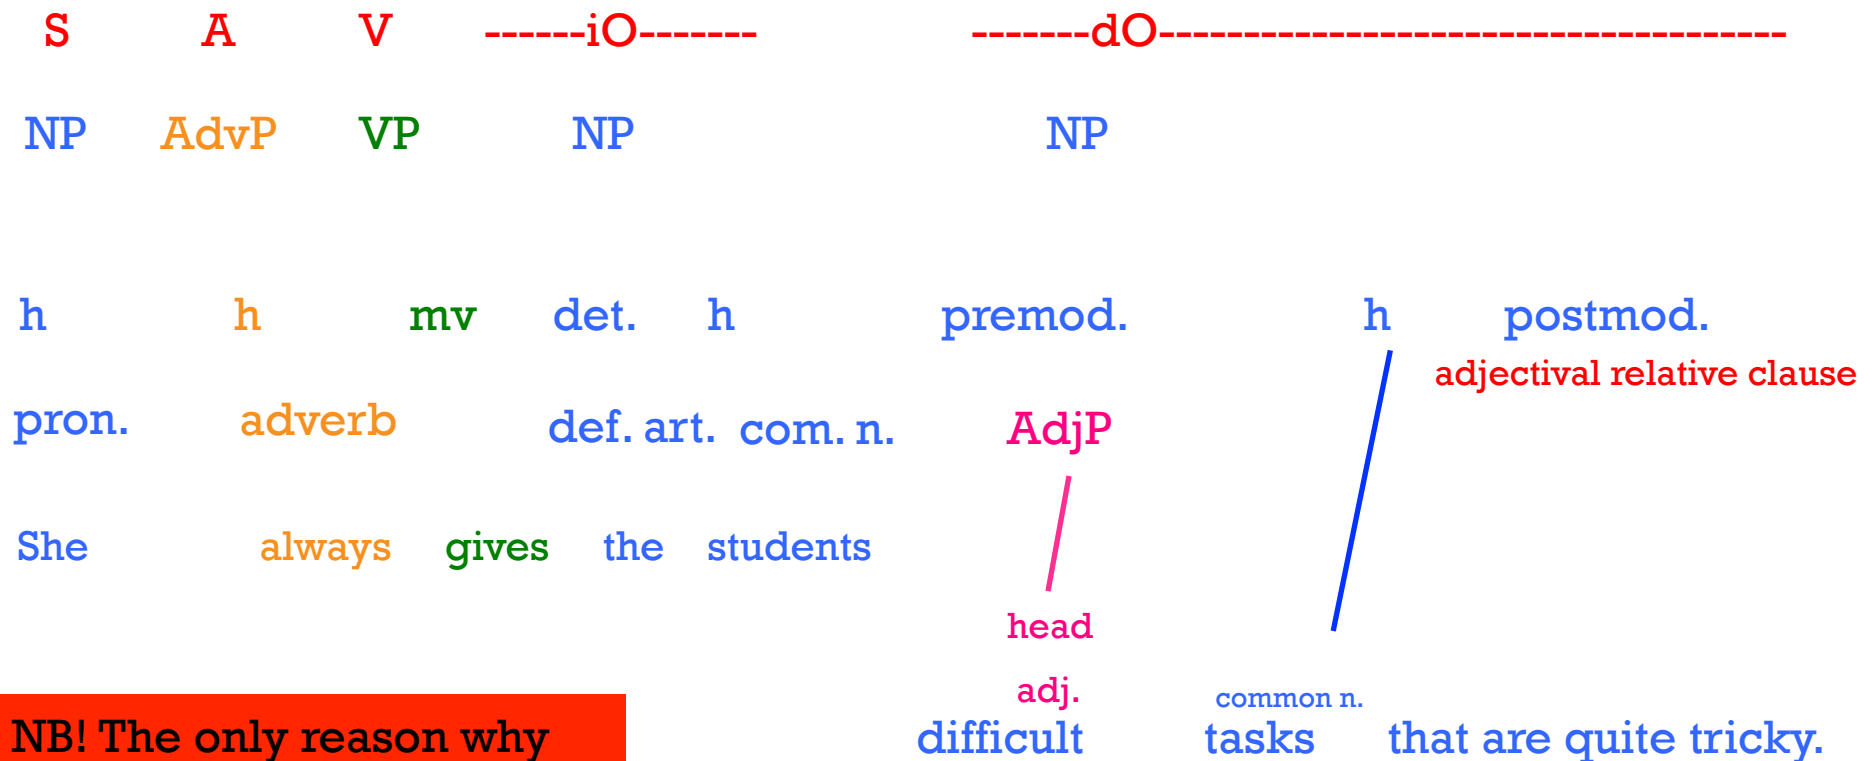 S A V ------iO------- -------dO-------------------------------------
NP AdvP VP NP NP
h h mv det. h premod. h postmod.
adjectival relative clause
pron. adverb def. art. com. n. AdjP
She always gives the students
head
adj. common n.
difficult tasks that are quite tricky.
NB! The only reason why